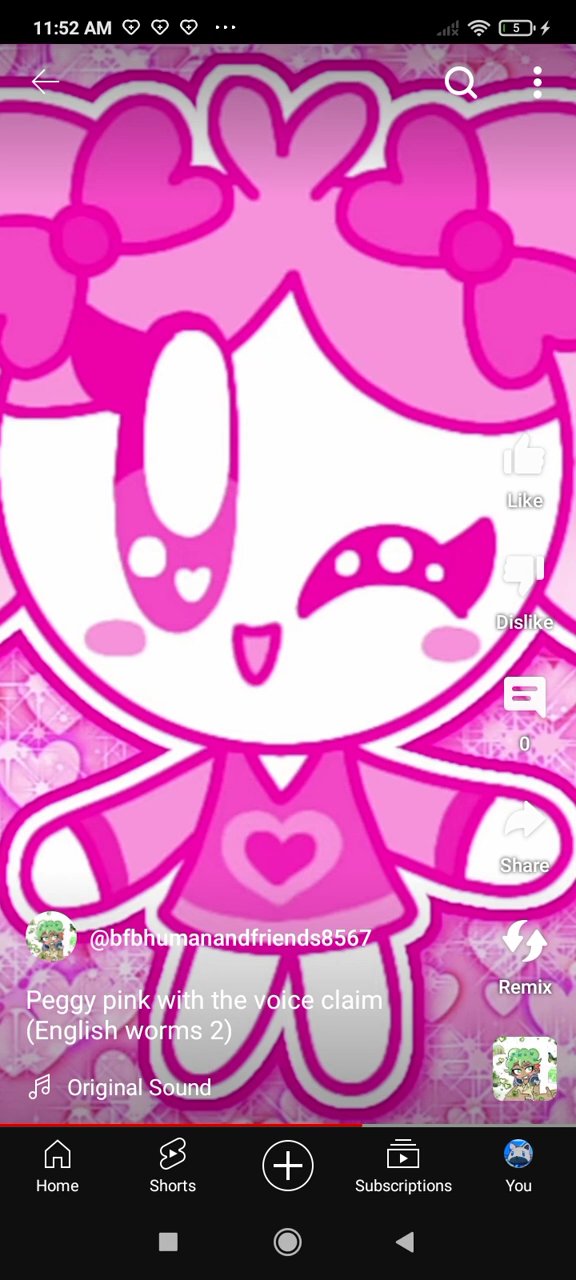 11:52 AM
5
Like
Dislike
0
Share
@bfbhumanandfriends8567
Remix
Peggy pink with the voice claim
(English worms 2)
Original Sound
Home
Shorts
Subscriptions
You